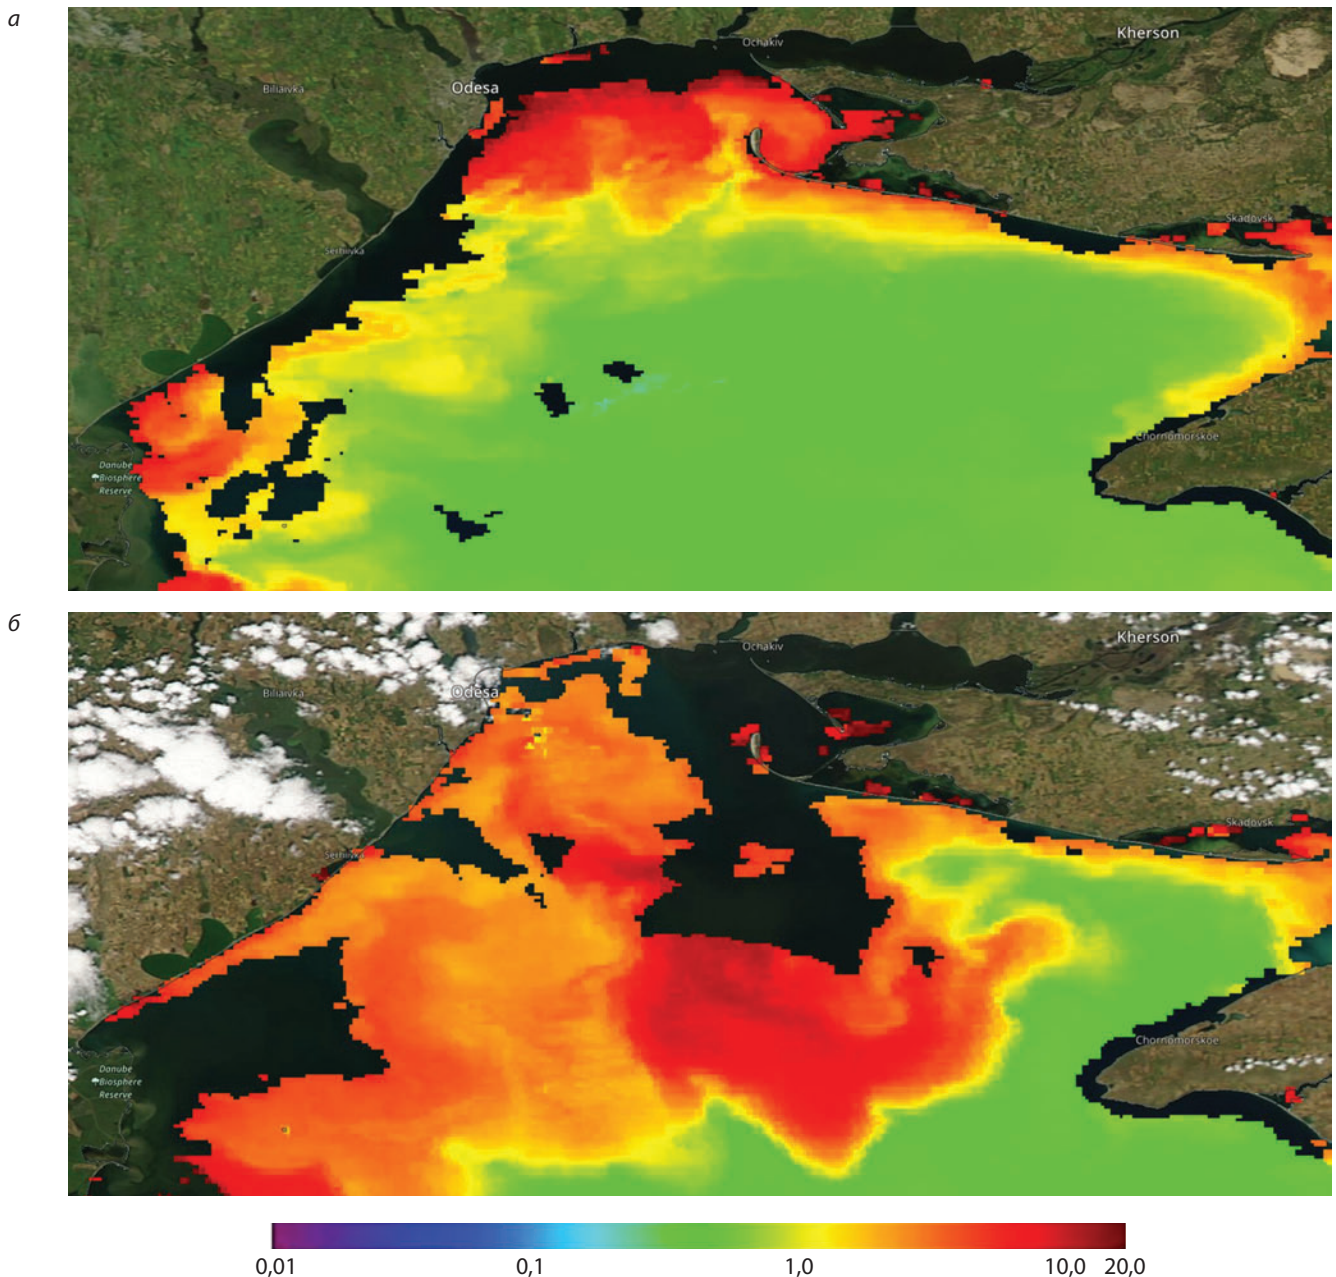 а
Kherson
Ochakiv
Odesa
Biliaivka
Skadovsk
Serhiivka
Chornomorskoe
Danube
Biosphere
Reserve
б
Kherson
Ochakiv
Odesa
Biliaivka
Skadovsk
Serhiivka
Chornomorskoe
Danube
Biosphere
Reserve
0,01 0,1 1,0 10,0 20,0